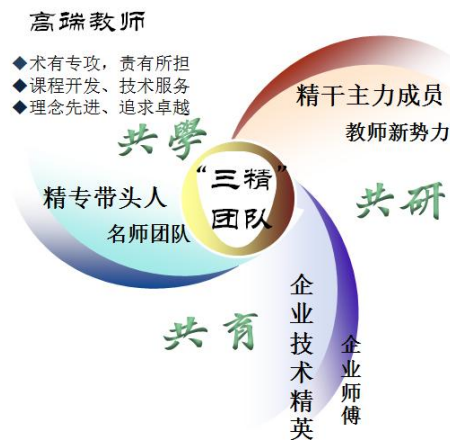 高瑞教师
◆术有专攻，责有所担
◆课程开发、技术服务
◆理念先进、追求卓越
共學
精干主力成员
教师新势力
“三精”
团队
精专带头人
名师团队
共研
共育
企业技术精英
企业师傅